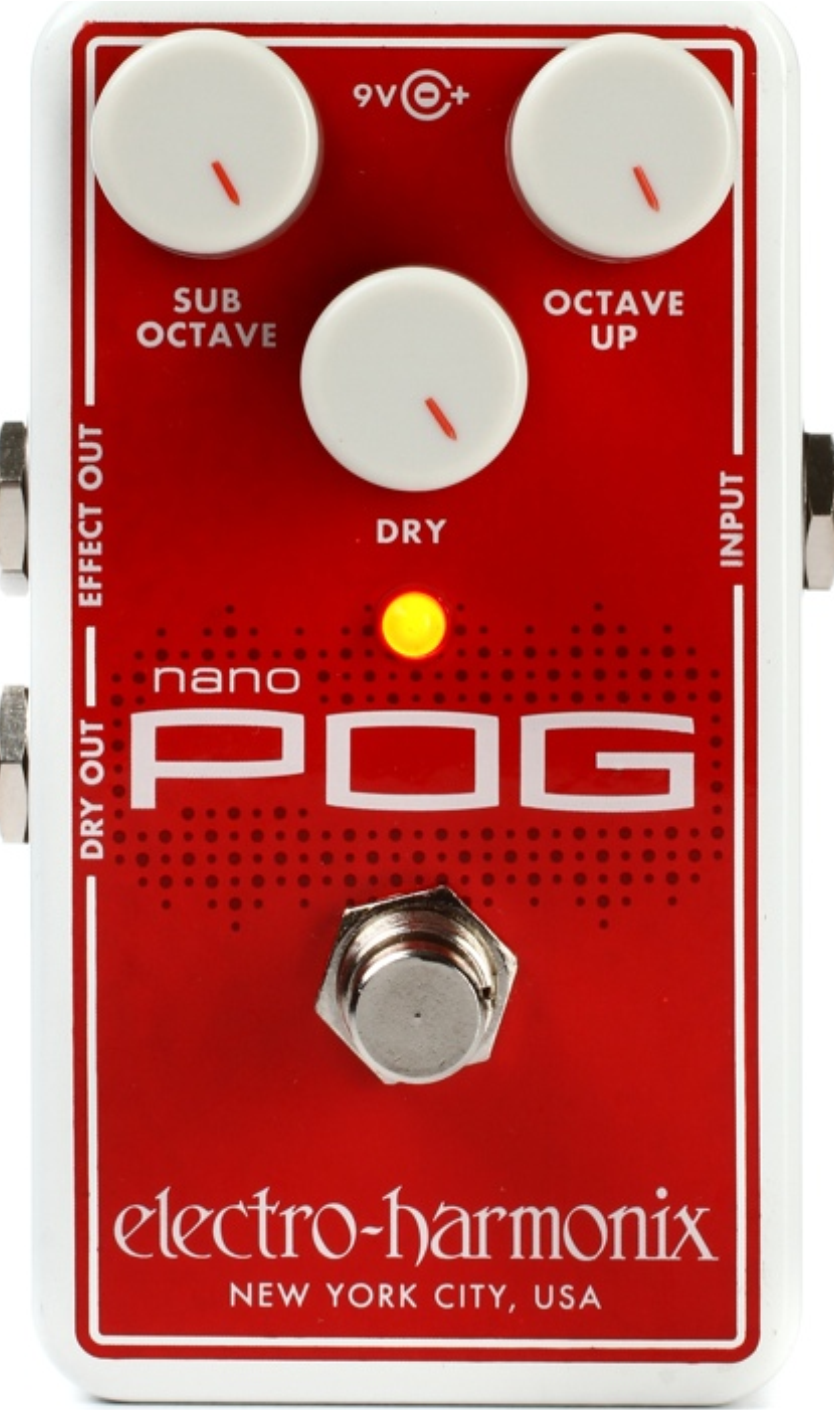 9V - +
SUB
OCTAVE
OCTAVE
UP
DRY
EFFECT OUT
INPUT
DRY OUT
nano
POG
electro-harmonix
NEW YORK CITY, USA